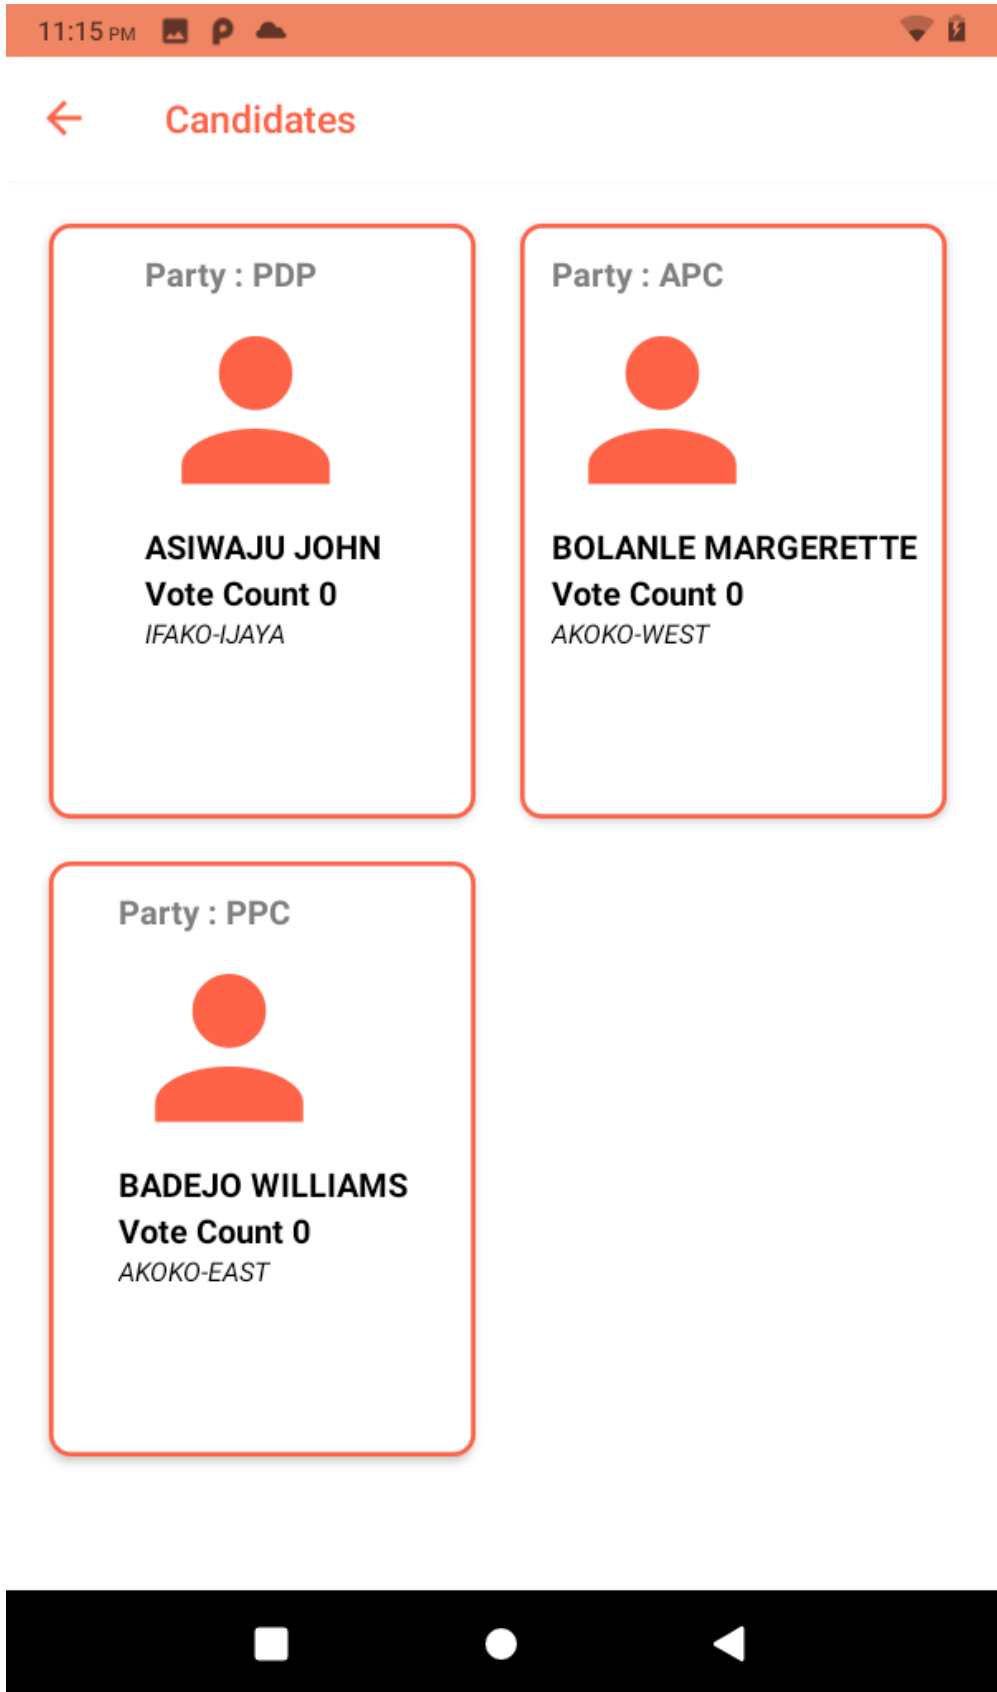 11:15 PM
Candidates
Party : PDP
ASIWAJU JOHN
Vote Count 0
IFAKO-IJAYA
Party : APC
BOLANLE MARGERETTE
Vote Count 0
AKOKO-WEST
Party : PPC
BADEJO WILLIAMS
Vote Count 0
AKOKO-EAST